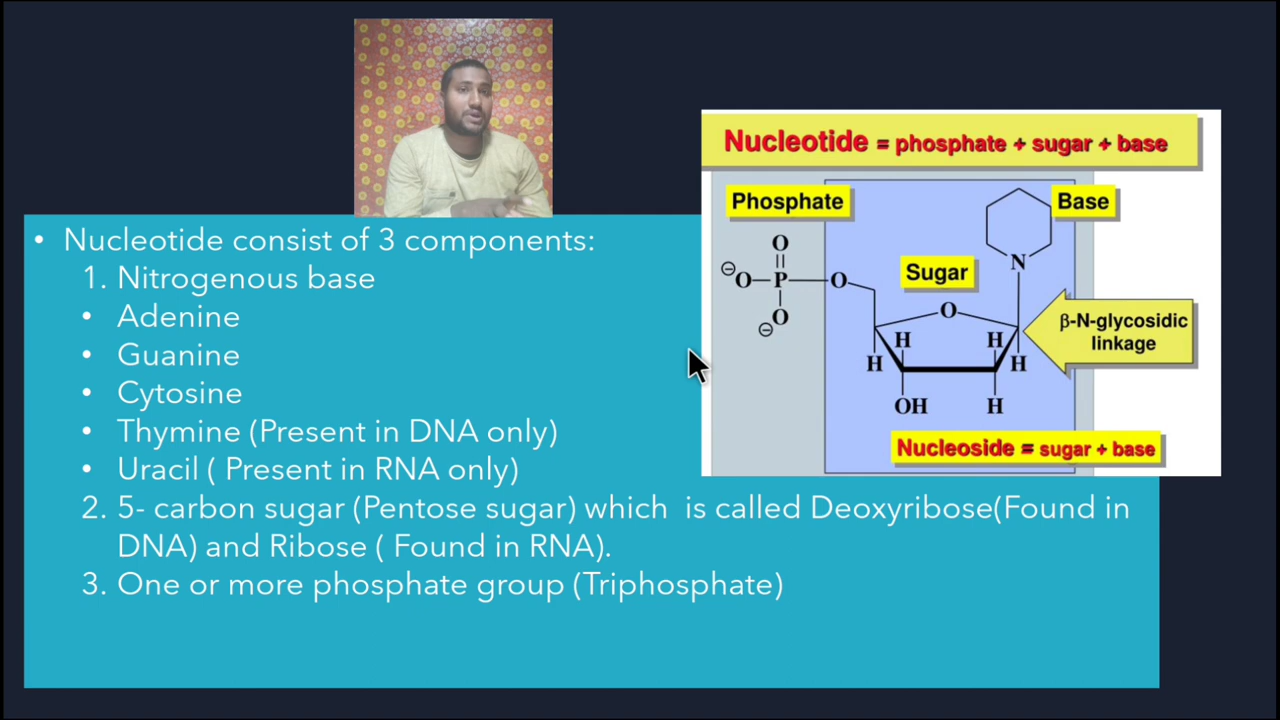 • Nucleotide consist of 3 components:
1. Nitrogenous base
• Adenine
• Guanine
• Cytosine
• Thymine (Present in DNA only)
• Uracil ( Present in RNA only)
2. 5- carbon sugar (Pentose sugar) which is called Deoxyribose(Found in
DNA) and Ribose ( Found in RNA).
3. One or more phosphate group (Triphosphate)
Nucleotide = phosphate + sugar + base
Phosphate
Base
O
N
Sugar
⊖O P O
O
⊖O
β-N-glycosidic
linkage
H H
H H
OH H
Nucleoside = sugar + base